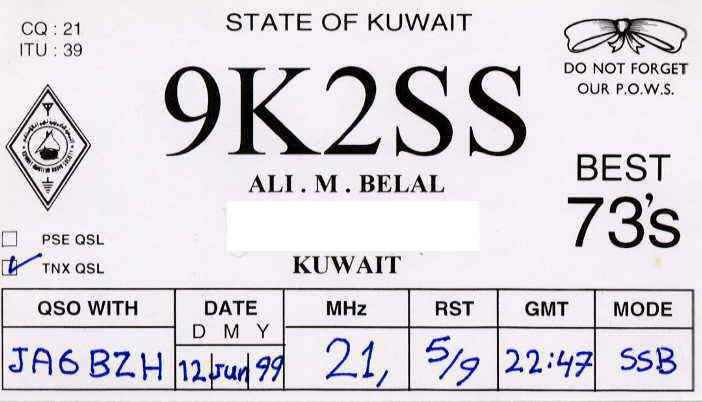 CQ : 21
ITU : 39
STATE OF KUWAIT
DO NOT FORGET
OUR P.O.W.S.
9K2SS
ALI . M . BELAL
KUWAIT
BEST
73's
PSE QSL
TNX QSL
QSO WITH DATE MHz RST GMT MODE
D M Y
JA6BZH 12 Jun 99 21, 5/9 22:47 SSB